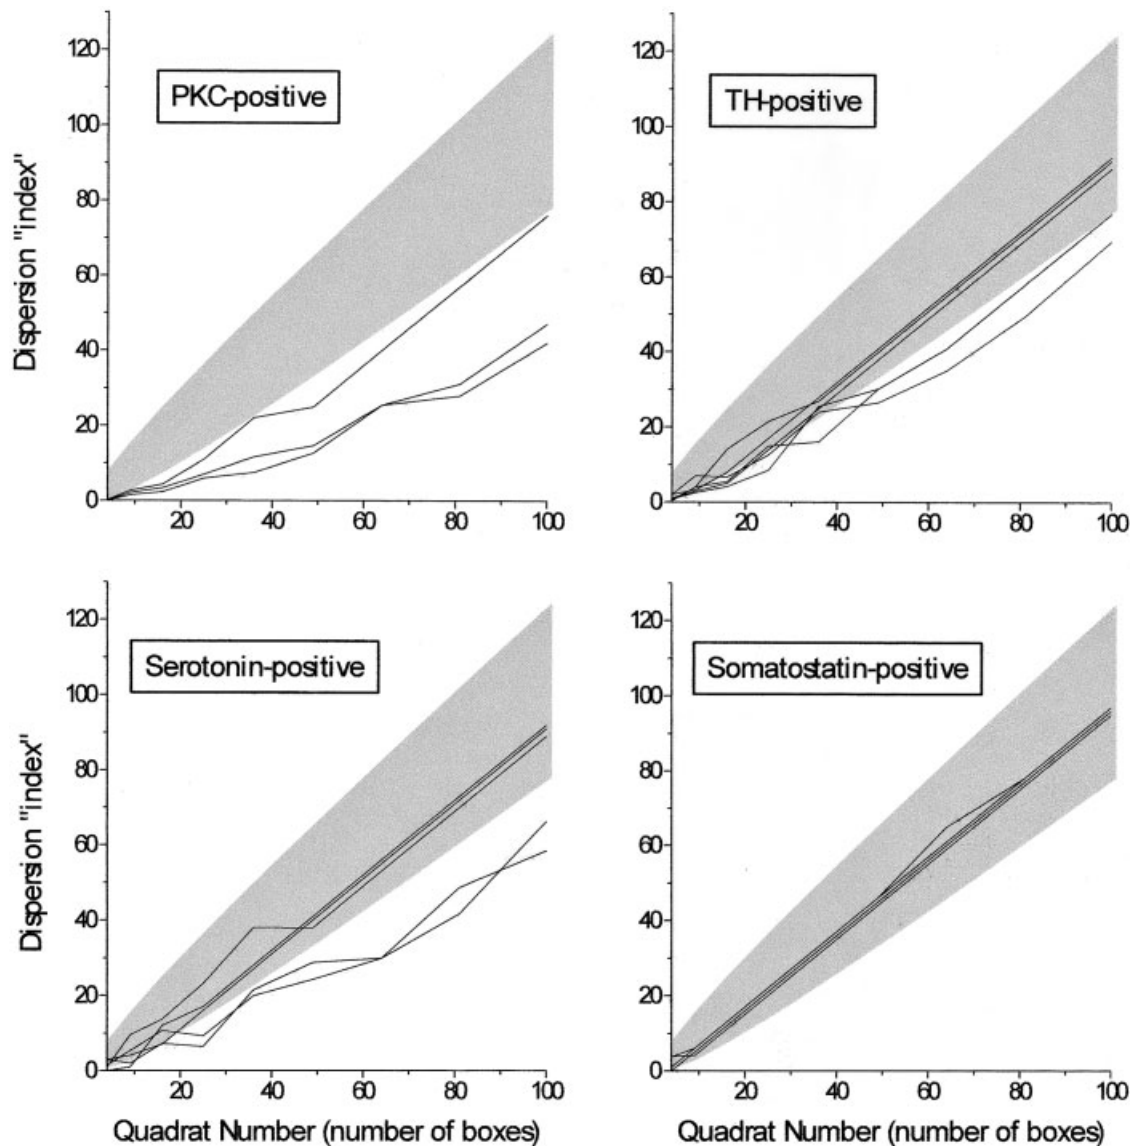 120
PKC-positive
100
80
60
40
20
0
20 40 60 80 100
Dispersion "index"
120
TH-positive
100
80
60
40
20
0
20 40 60 80 100
120
Serotonin-positive
100
80
60
40
20
0
20 40 60 80 100
Dispersion "index"
Quadrat Number (number of boxes)
120
Somatostatin-positive
100
80
60
40
20
0
20 40 60 80 100
Quadrat Number (number of boxes)